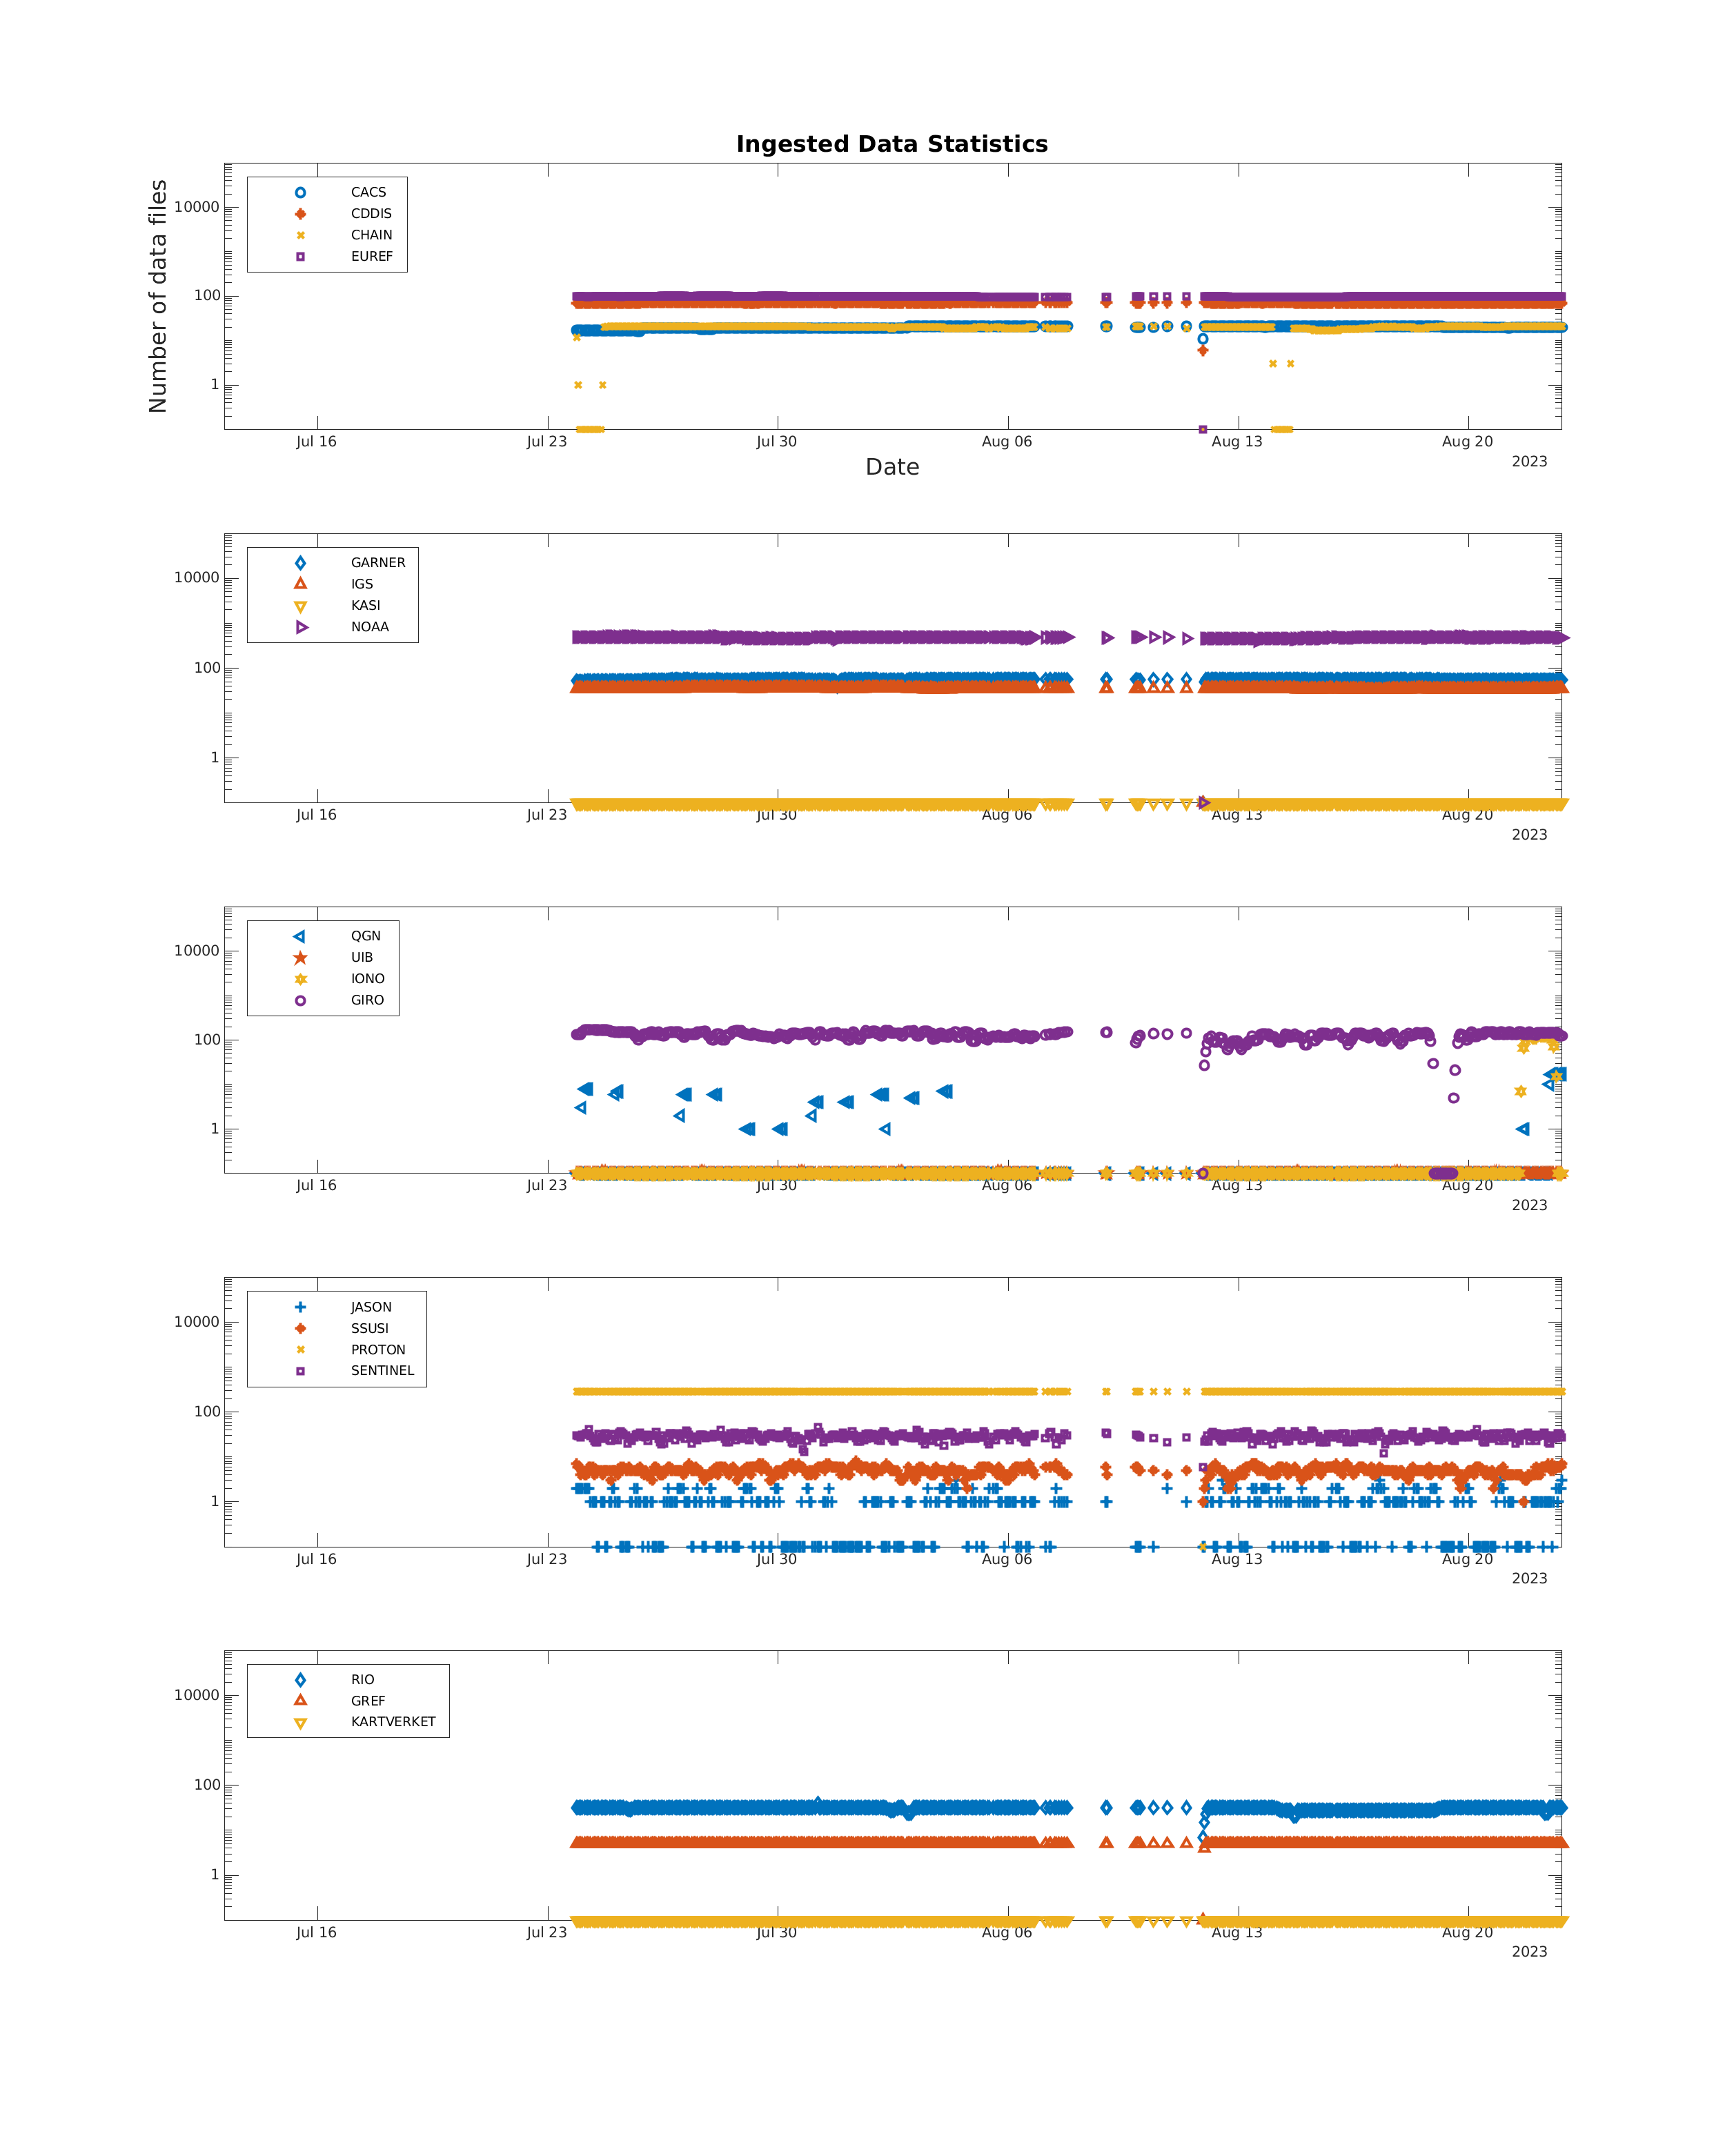 Ingested Data Statistics
Number of data files
10000
100
1
CACS
CDDIS
CHAIN
EUREF
Jul 16 Jul 23 Jul 30 Aug 06 Aug 13 Aug 20
2023
Date
10000
100
1
GARNER
IGS
KASI
NOAA
Jul 16 Jul 23 Jul 30 Aug 06 Aug 13 Aug 20
2023
10000
100
1
QGN
UIB
IONO
GIRO
Jul 16 Jul 23 Jul 30 Aug 06 Aug 13 Aug 20
2023
10000
100
1
JASON
SSUSI
PROTON
SENTINEL
Jul 16 Jul 23 Jul 30 Aug 06 Aug 13 Aug 20
2023
10000
100
1
RIO
GREF
KARTVERKET
Jul 16 Jul 23 Jul 30 Aug 06 Aug 13 Aug 20
2023